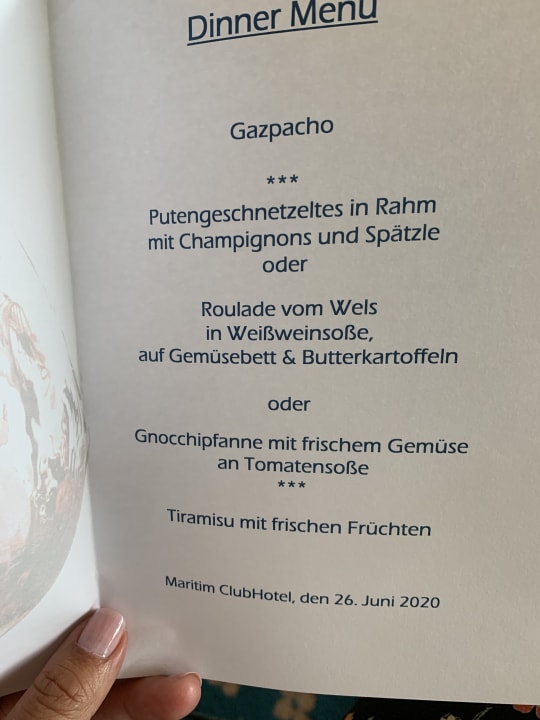 Dinner Menu
Gazpacho
***
Putengeschnetzeltes in Rahm
mit Champignons und Spätzle
oder
Roulade vom Wels
in Weißweinsoße,
auf Gemüsebett & Butterkartoffeln
oder
Gnocchipfanne mit frischem Gemüse
an Tomatensoße
***
Tiramisu mit frischen Früchten
Maritim ClubHotel, den 26. Juni 2020